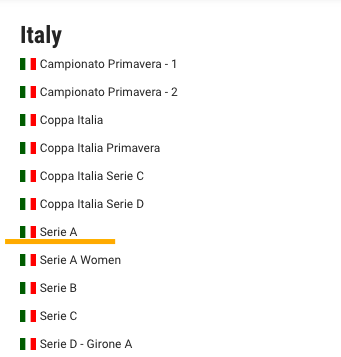 Italy
Campionato Primavera - 1
Campionato Primavera - 2
Coppa Italia
Coppa Italia Primavera
Coppa Italia Serie C
Coppa Italia Serie D
Serie A
Serie A Women
Serie B
Serie C
Serie D - Girone A